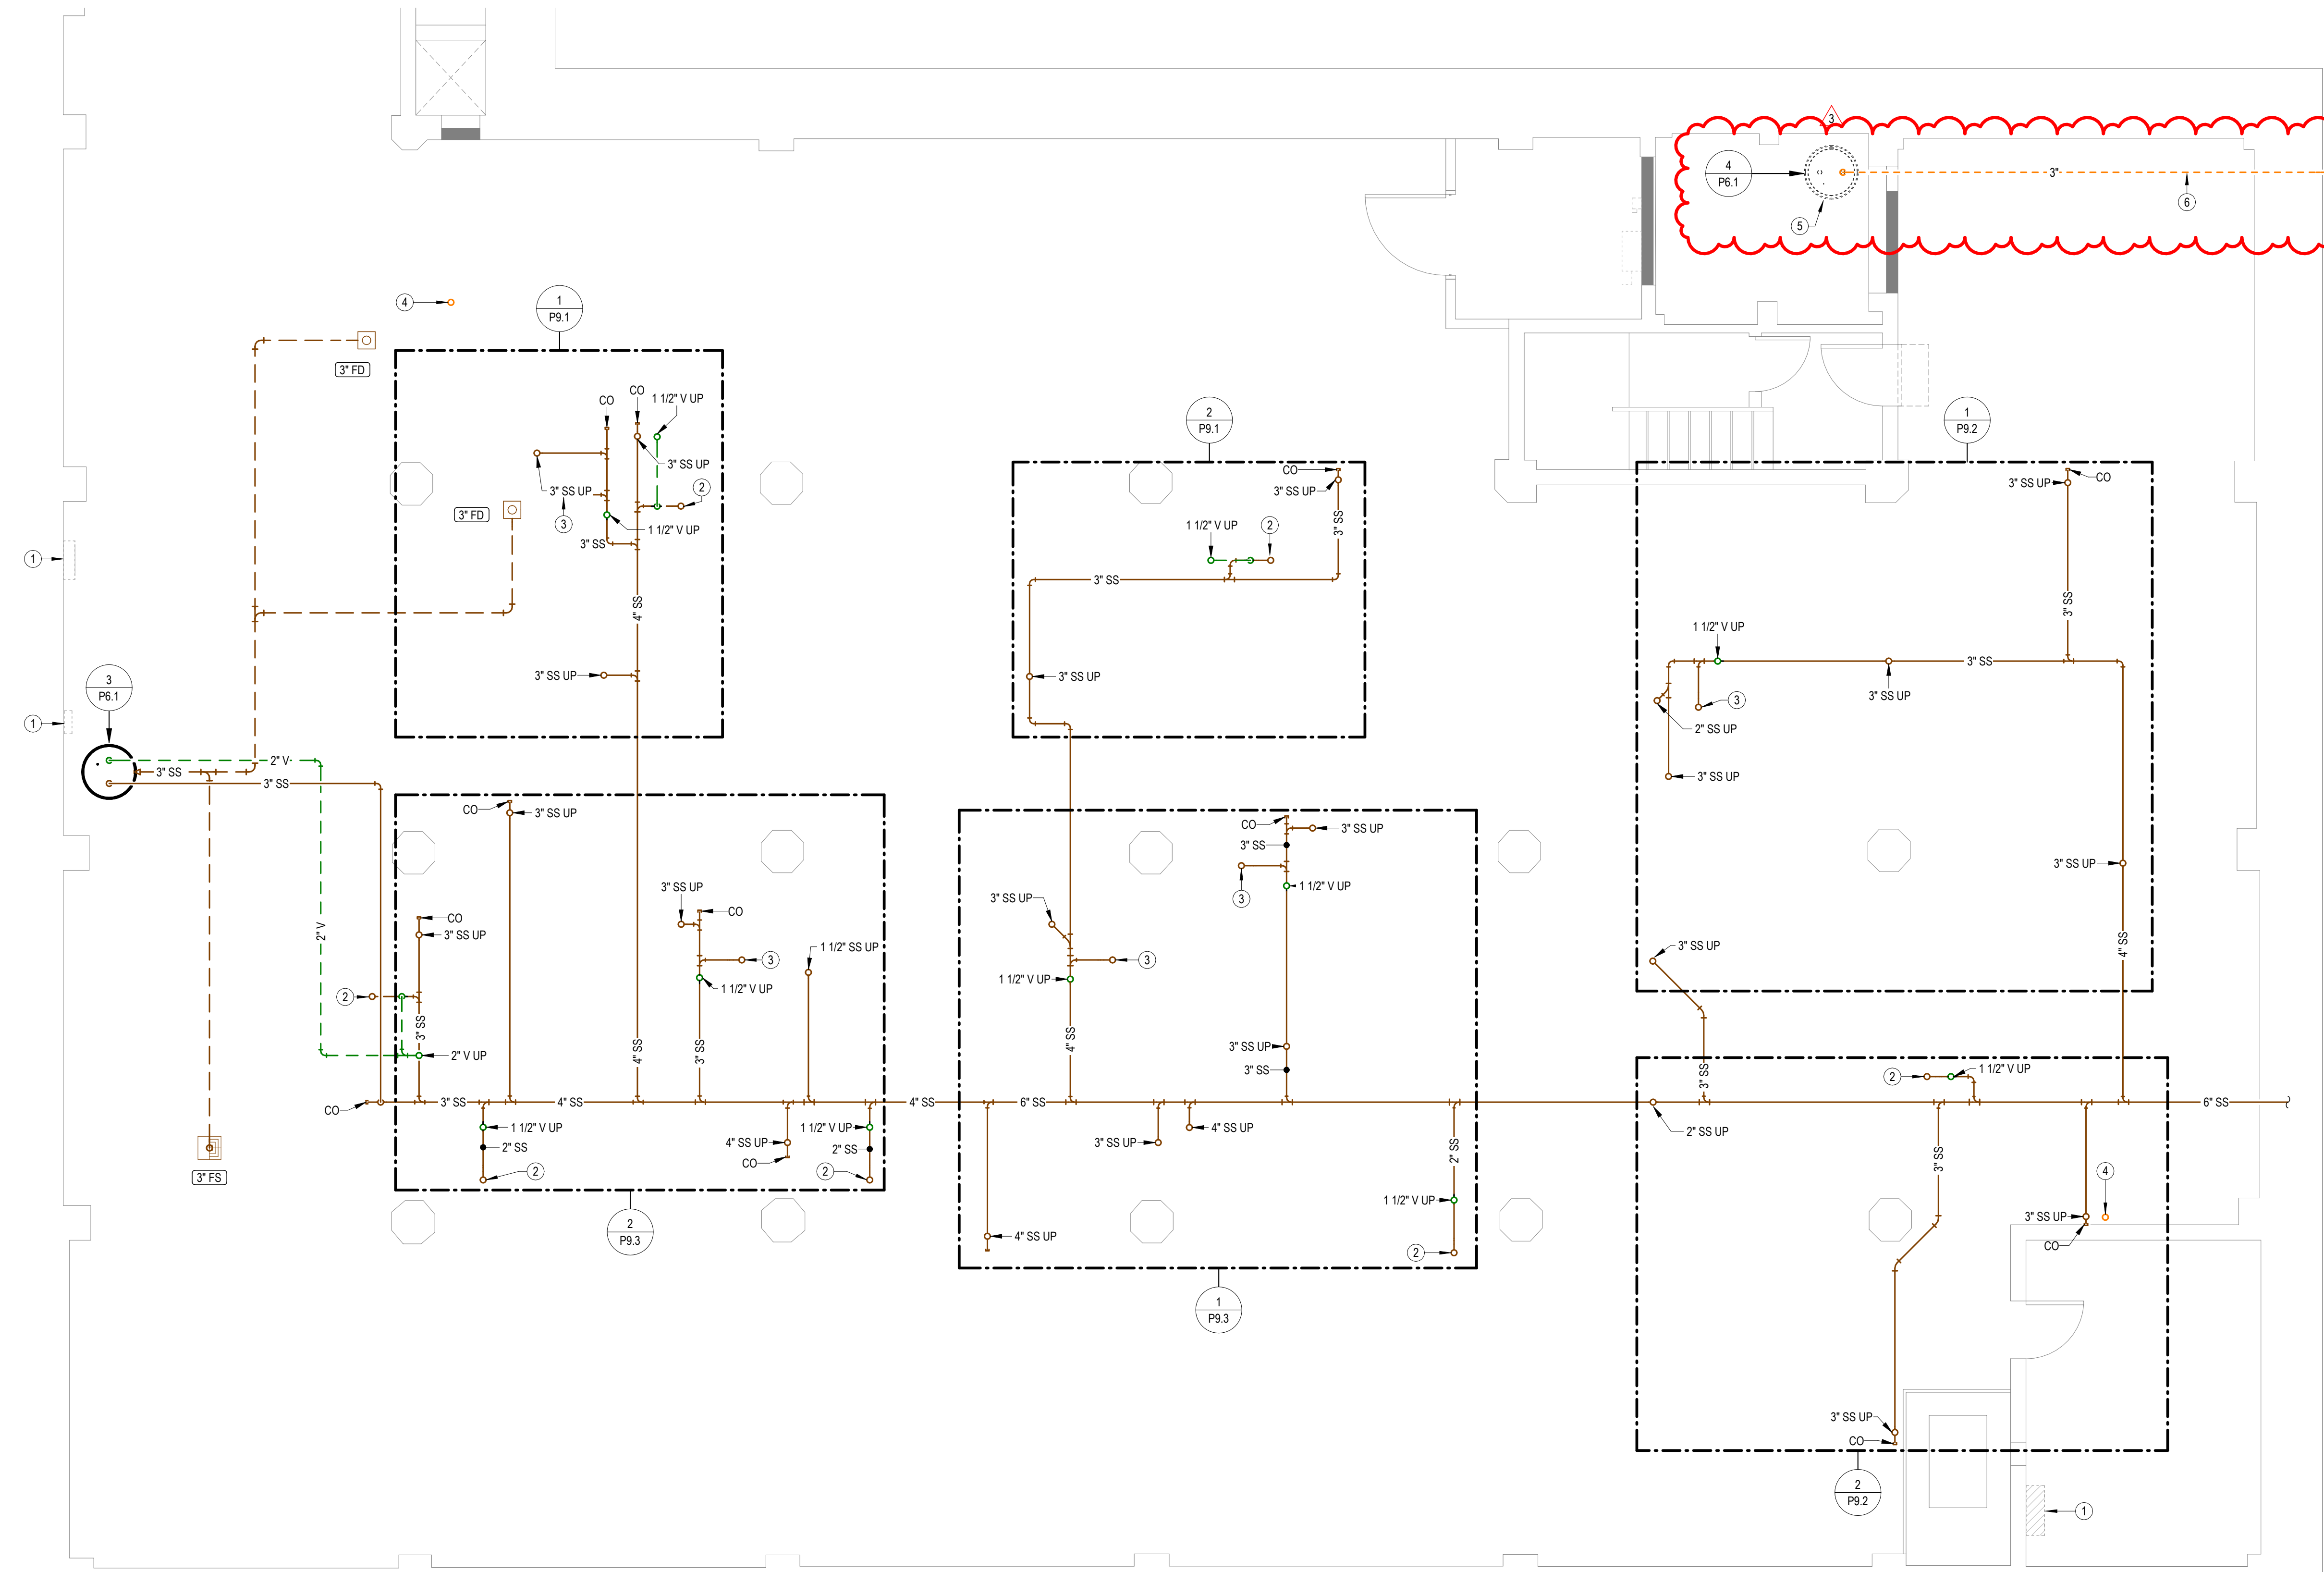 3
4
P6.1
3"
6
5
4
1
P9.1
3" FD
CO
CO
1 1/2" V UP
2
P9.1
1
P9.2
3" SS UP
3" SS UP
2
3
3" FD
1 1/2" V UP
3" SS
CO
3" SS UP
3" SS
1 1/2" V UP
2
3" SS UP
CO
1
3" SS
4" SS
3" SS
1 1/2" V UP
3" SS
3" SS UP
3" SS UP
3" SS UP
3
2" SS UP
3
P6.1
1
2" V
3" SS
3" SS
3" SS UP
CO
3" SS UP
CO
3" SS UP
3" SS
3
1 1/2" V UP
3" SS UP
3" SS UP
CO
3" SS UP
CO
3" SS UP
2" V
1 1/2" SS UP
3
1 1/2" V UP
3" SS UP
3
1 1/2" V UP
4" SS
3" SS UP
2
3" SS
2" V UP
4" SS
3" SS
4" SS
3" SS UP
3" SS
3" SS
2
1 1/2" V UP
CO
3" SS
4" SS
4" SS
6" SS
2" SS UP
6" SS
1 1/2" V UP
2" SS
2
4" SS UP
CO
1 1/2" V UP
2" SS
2
3" SS UP
4" SS UP
2" SS
1 1/2" V UP
2
4" SS UP
3" SS
4
3" SS UP
CO
3" FS
2
P9.3
1
P9.3
3" SS UP
CO
2
P9.2
1